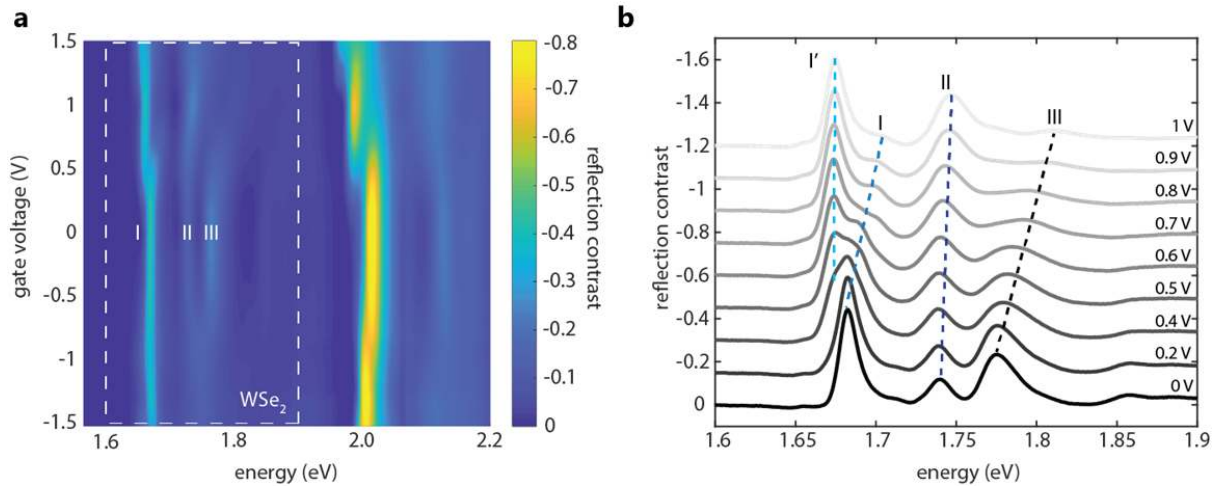 a
1.5
1
0.5
0
-0.5
-1
-1.5
gate voltage (V)
I II III
WSe2
1.6 1.8 2.0 2.2
energy (eV)
-0.8
-0.7
-0.6
-0.5
-0.4
-0.3
-0.2
-0.1
0
reflection contrast
b
-1.6
-1.4
-1.2
-1
-0.8
-0.6
-0.4
-0.2
0
reflection contrast
I′
I
II
III
1 V
0.9 V
0.8 V
0.7 V
0.6 V
0.5 V
0.4 V
0.2 V
0 V
1.6 1.65 1.7 1.75 1.8 1.85 1.9
energy (eV)